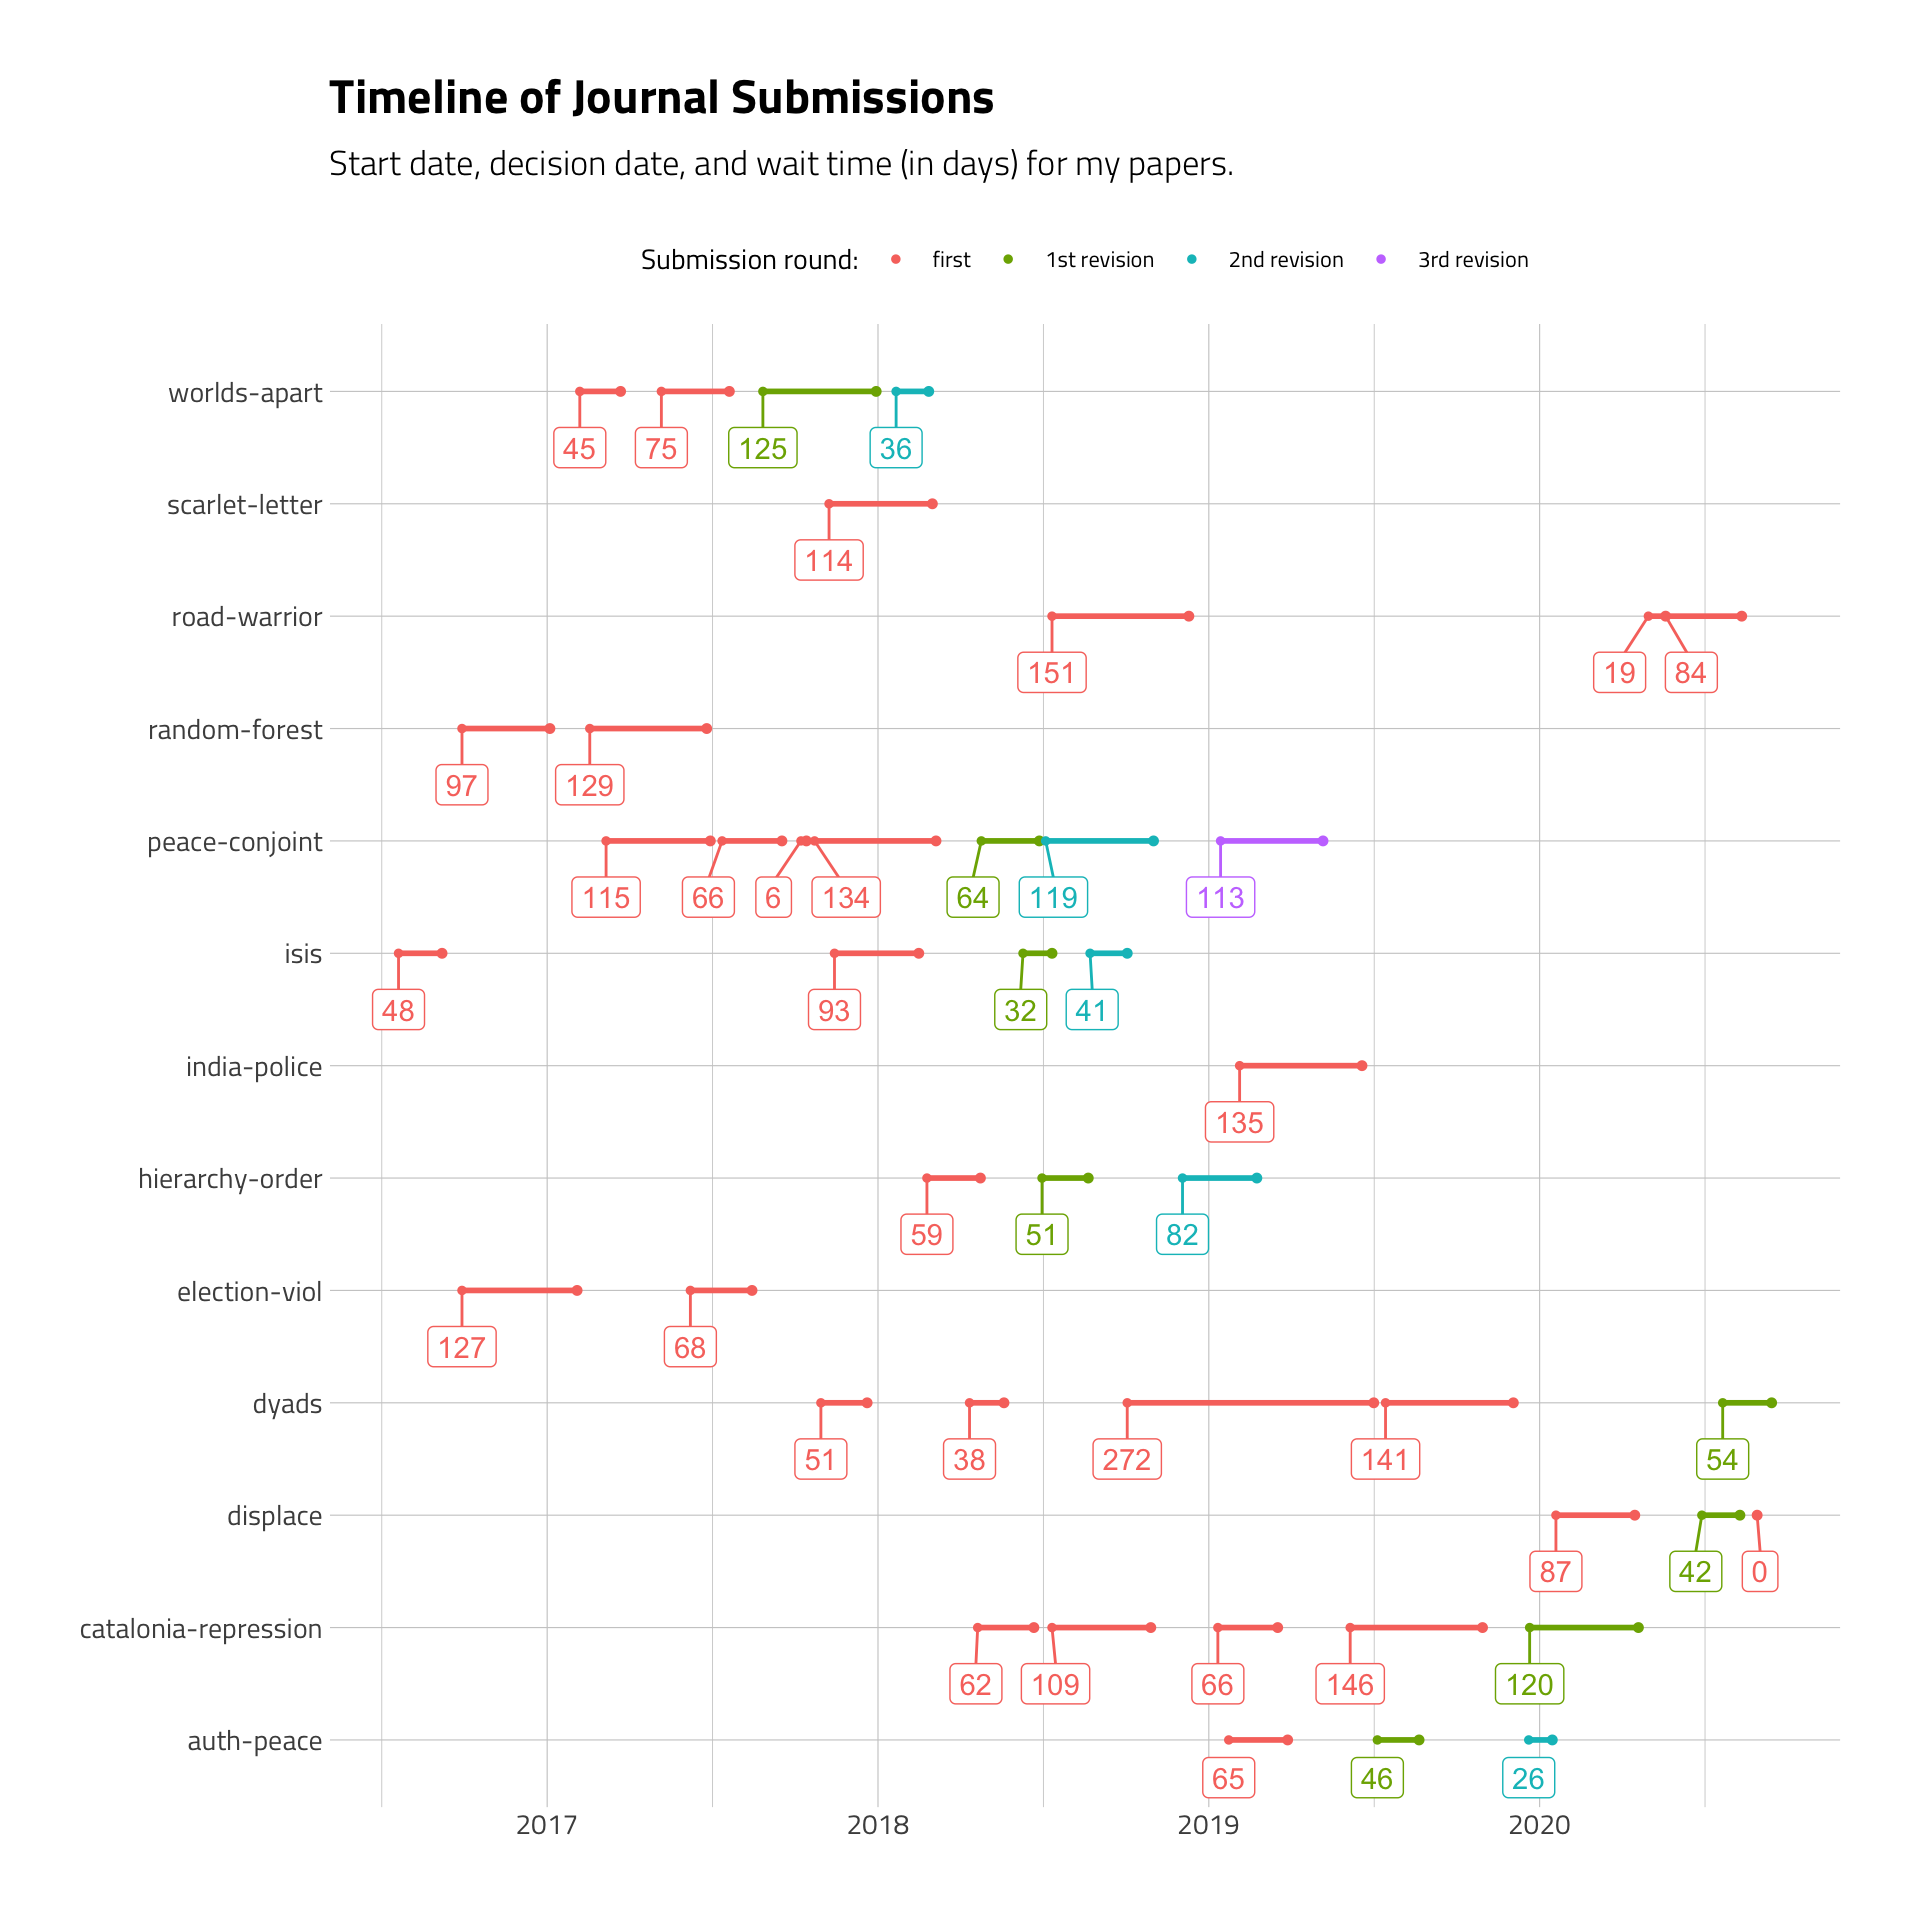 Timeline of Journal Submissions
Start date, decision date, and wait time (in days) for my papers.
Submission round: first 1st revision 2nd revision 3rd revision
worlds-apart
45 75 125 36
scarlet-letter
114
road-warrior
151 19 84
random-forest
97 129
peace-conjoint
115 66 6 134 64 119 113
isis
48 93 32 41
india-police
135
hierarchy-order
59 51 82
election-viol
127 68
dyads
51 38 272 141 54
displace
87 42 0
catalonia-repression
62 109 66 146 120
auth-peace
65 46 26
2017 2018 2019 2020